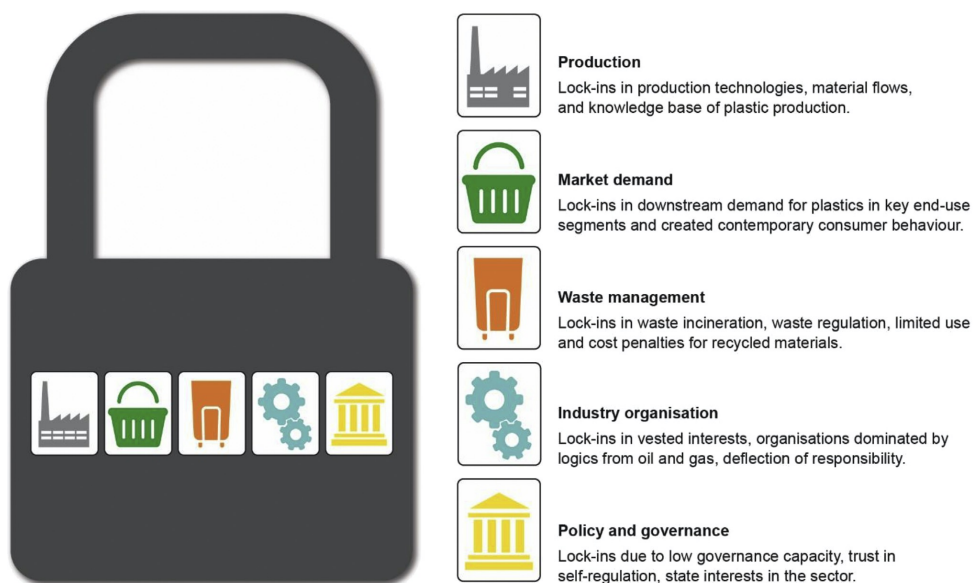 Production
Lock-ins in production technologies, material flows,
and knowledge base of plastic production.
Market demand
Lock-ins in downstream demand for plastics in key end-use
segments and created contemporary consumer behaviour.
Waste management
Lock-ins in waste incineration, waste regulation, limited use
and cost penalties for recycled materials.
Industry organisation
Lock-ins in vested interests, organisations dominated by
logics from oil and gas, deflection of responsibility.
Policy and governance
Lock-ins due to low governance capacity, trust in
self-regulation, state interests in the sector.